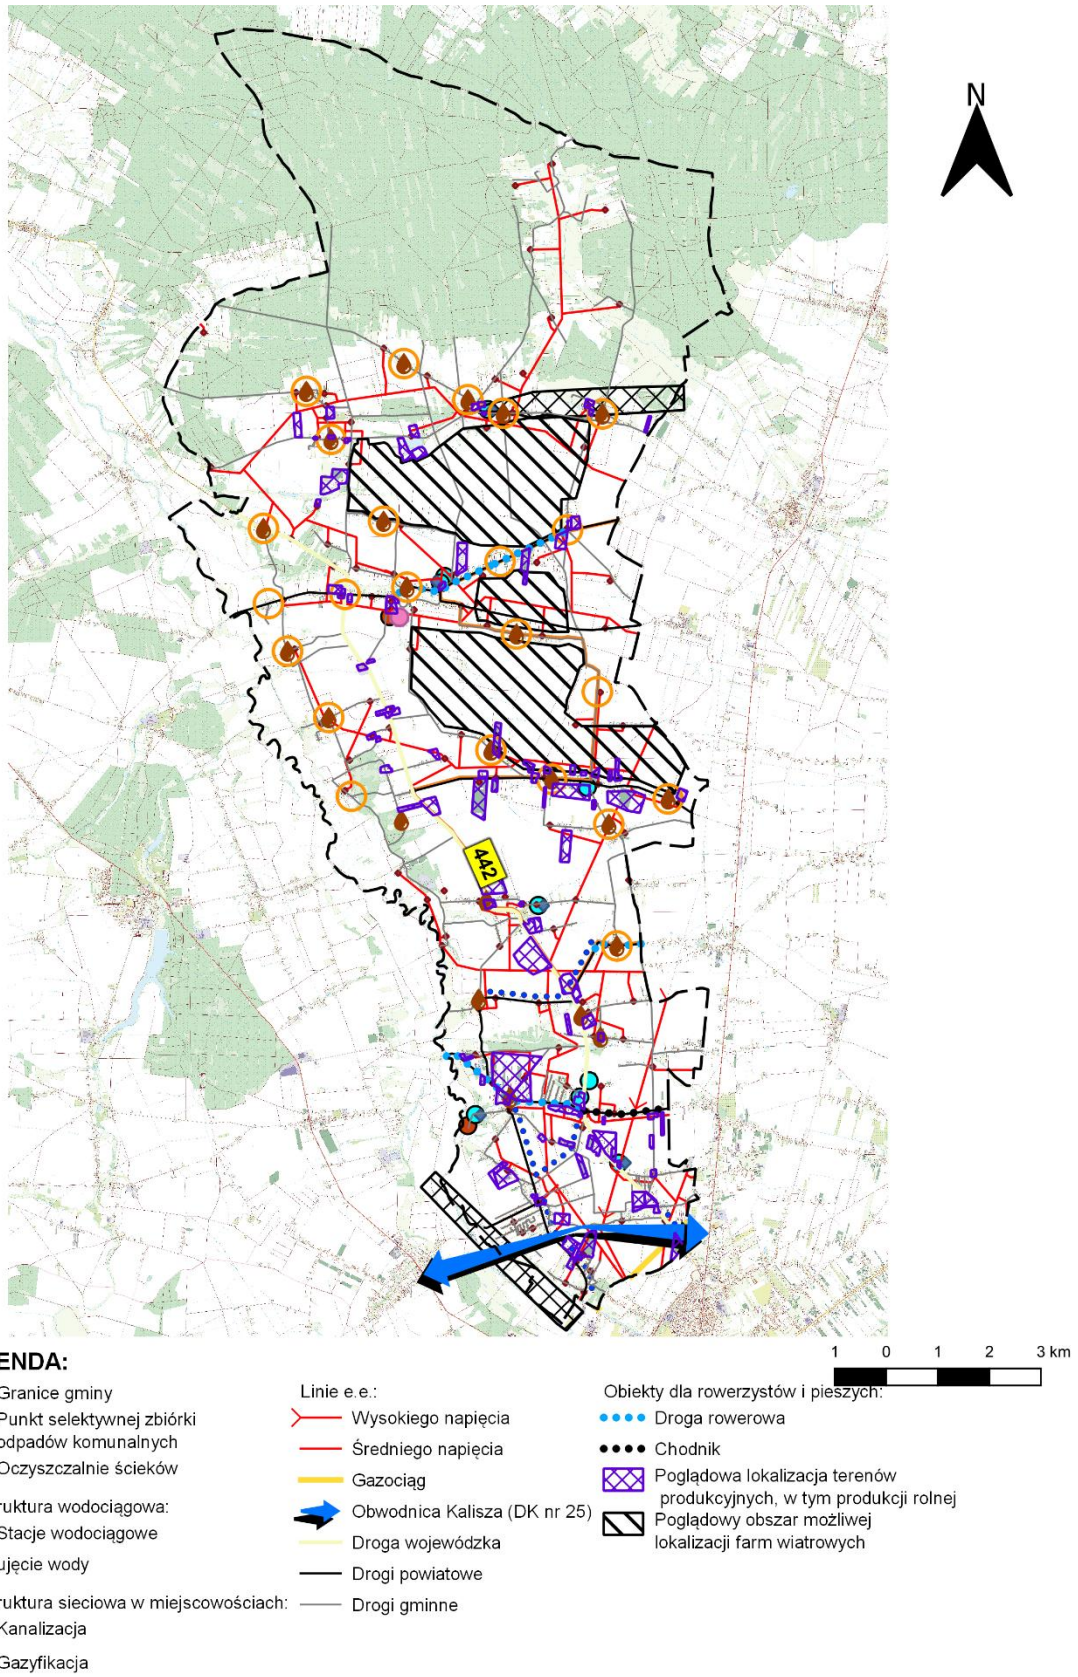 N
442
1 0 1 2 3 km
ENDA:
Granice gminy
Punkt selektywnej zbiórki
odpadów komunalnych
Oczyszczalnie ścieków
ruktura wodociągowa:
Stacje wodociągowe
ujęcie wody
ruktura sieciowa w miejscowościach:
Kanalizacja
Gazyfikacja
Linie e.e.:
Wysokiego napięcia
Średniego napięcia
Gazociąg
Obwodnica Kalisza (DK nr 25)
Droga wojewódzka
Drogi powiatowe
Drogi gminne
Obiekty dla rowerzystów i pieszych:
Droga rowerowa
Chodnik
Poglądowa lokalizacja terenów
produkcyjnych, w tym produkcji rolnej
Poglądowy obszar możliwej
lokalizacji farm wiatrowych